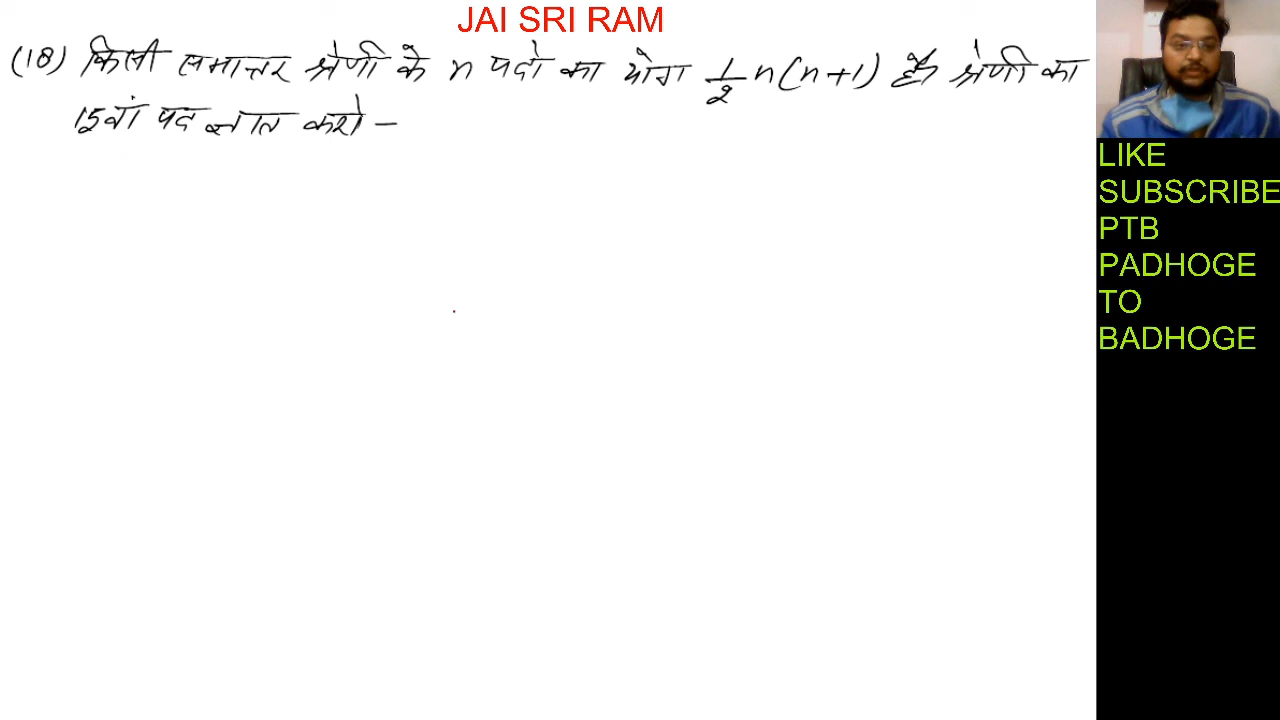 JAI SRI RAM
(18) किसी समान्तर श्रेणी के n पदो का योग 1/2 n(n+1) है श्रेणी का
15वां पद ज्ञात करो –
LIKE
SUBSCRIBE
PTB
PADHOGE
TO
BADHOGE